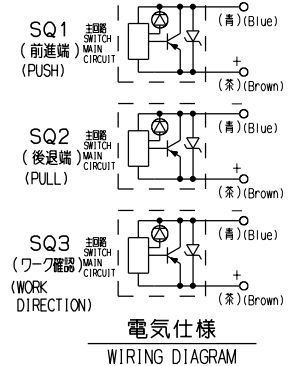 (青)(Blue)
SQ1
主回路
(前進端)
SWITCH
MAIN
CIRCUIT
(PUSH)
+
(茶)(Brown)
−
(青)(Blue)
SQ2
主回路
SWITCH
(後退端)
MAIN
CIRCUIT
(PULL)
+
(茶)(Brown)
−
(青)(Blue)
SQ3
主回路
SWITCH
(ワーク確認)
MAIN
CIRCUIT
(WORK
DIRECTION)
+
(茶)(Brown)
電気仕様
WIRING DIAGRAM